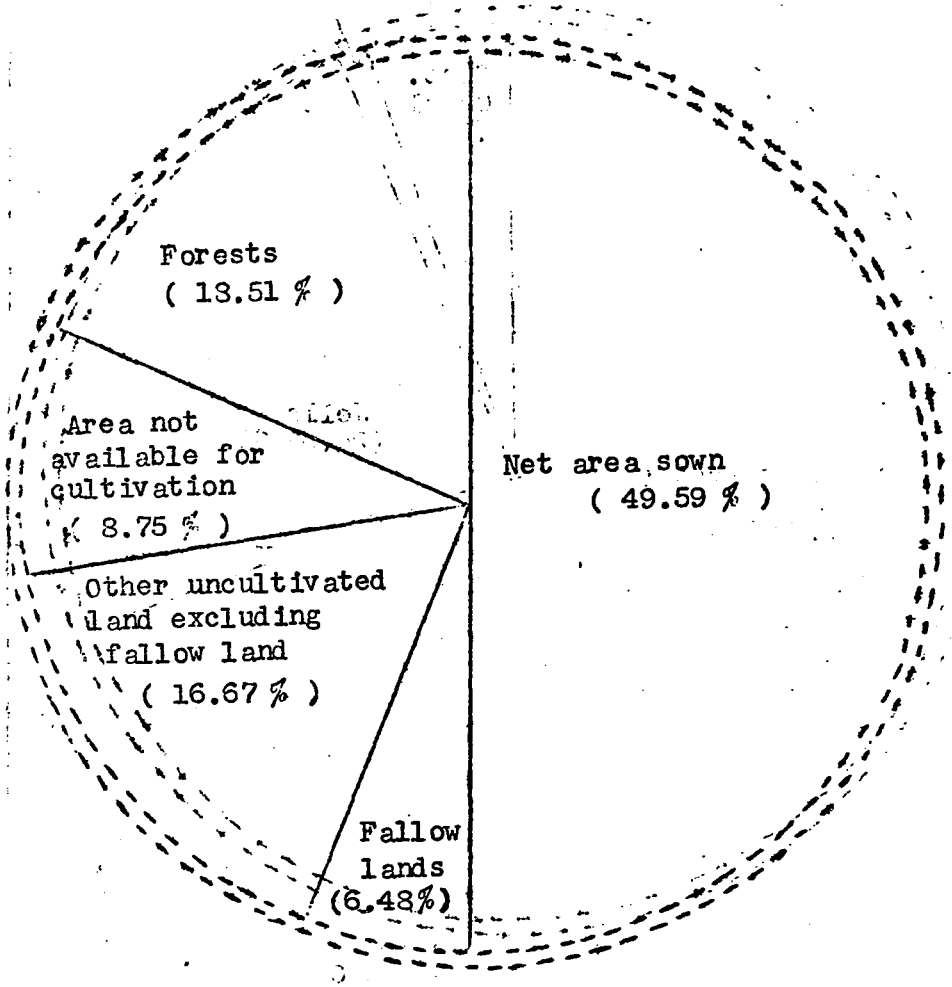 Forests
( 18.51 % )
Area not
available for
cultivation
( 8.75 % )
Net area sown
( 49.59 % )
Other uncultivated
land excluding
fallow land
( 16.67 % )
Fallow
lands
(6.48%)